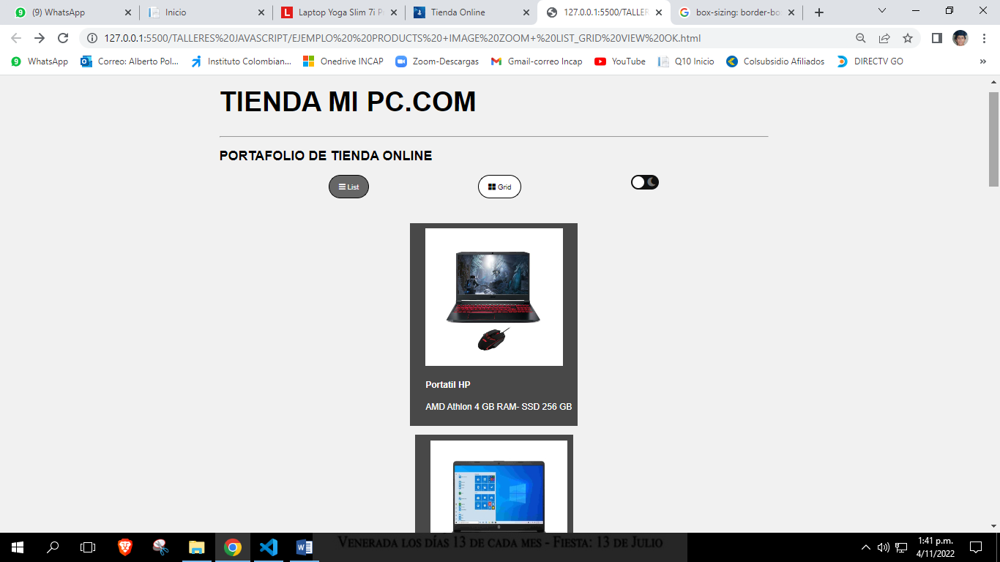 (9) WhatsApp
Inicio
Laptop Yoga Slim 7i P
Tienda Online
127.0.0.1:5500/TALLER
box-sizing: border-bo
127.0.0.1:5500/TALLERES%20JAVASCRIPT/EJEMPLO%20%20PRODUCTS%20+IMAGE%20ZOOM+%20LIST_GRID%20VIEW%20OK.html
WhatsApp
Correo: Alberto Pol...
Instituto Colombian...
Onedrive INCAP
Zoom-Descargas
Gmail-correo Incap
YouTube
Q10 Inicio
Colsubsidio Afiliados
DIRECTV GO
»
TIENDA MI PC.COM
PORTAFOLIO DE TIENDA ONLINE
List
Grid
Portatil HP
AMD Athlon 4 GB RAM- SSD 256 GB
Venerada los días 13 de cada mes - Fiesta: 13 de Julio
1:41 p.m.
4/11/2022